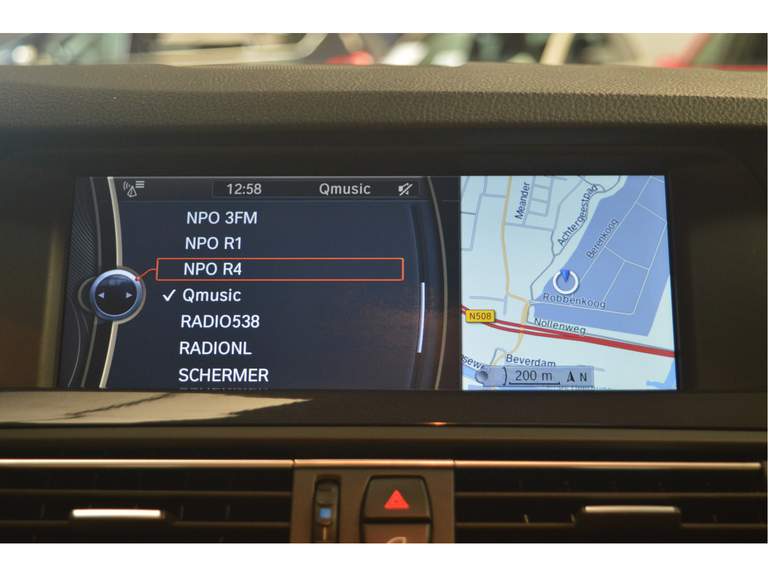 12:58 Qmusic
NPO 3FM
NPO R1
NPO R4
Qmusic
RADIO538
RADIONL
SCHERMER
Meander
Achtergeestpad
Berenkoog
Robbenkoog
N508
Nollenweg
Beverdam
200 m N